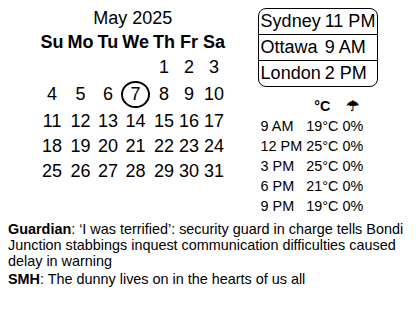 May 2025
Su Mo Tu We Th Fr Sa
1 2 3
4 5 6 7 8 9 10
11 12 13 14 15 16 17
18 19 20 21 22 23 24
25 26 27 28 29 30 31
Sydney 11 PM
Ottawa 9 AM
London 2 PM
°C ☂
9 AM 19°C 0%
12 PM 25°C 0%
3 PM 25°C 0%
6 PM 21°C 0%
9 PM 19°C 0%
Guardian: ‘I was terrified’: security guard in charge tells Bondi
Junction stabbings inquest communication difficulties caused
delay in warning
SMH: The dunny lives on in the hearts of us all